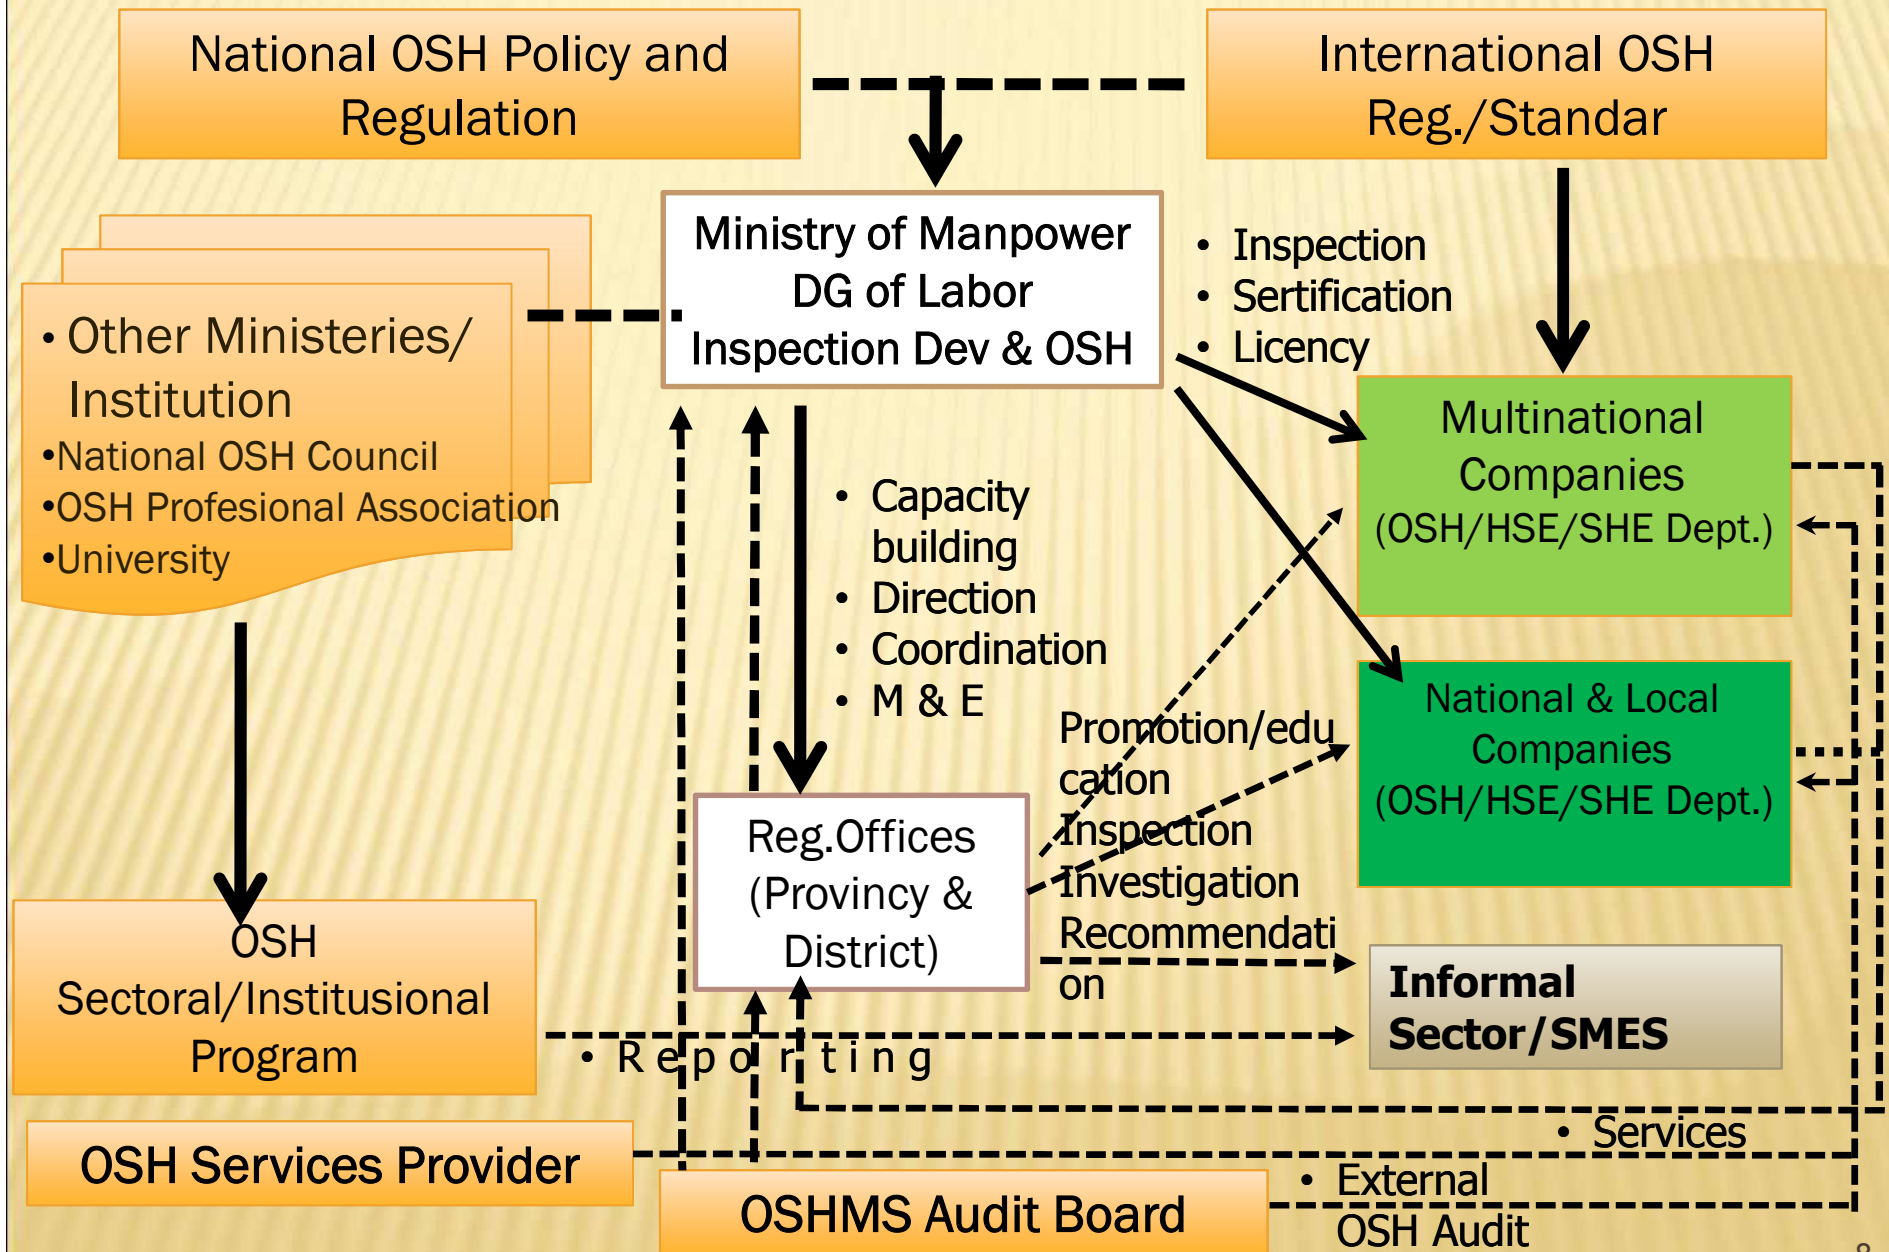 National OSH Policy and
Regulation
International OSH
Reg./Standar
Ministry of Manpower
DG of Labor
Inspection Dev & OSH
• Inspection
• Sertification
• Licency
• Other Ministeries/
Institution
•National OSH Council
•OSH Profesional Association
•University
Multinational
Companies
(OSH/HSE/SHE Dept.)
• Capacity
building
• Direction
• Coordination
• M & E
National & Local
Companies
(OSH/HSE/SHE Dept.)
Promotion/edu
cation
Inspection
Investigation
Recommendati
on
Reg.Offices
(Provincy &
District)
OSH
Sectoral/Institusional
Program
Informal
Sector/SMES
• R e p o r t i n g
• Services
OSH Services Provider
• External
OSH Audit
OSHMS Audit Board
8